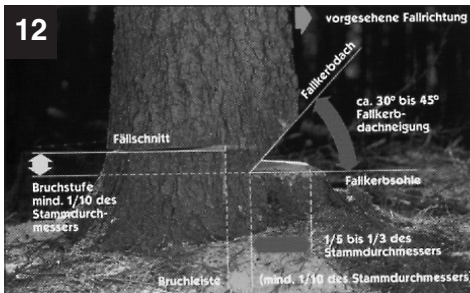 12
vorgesehene Fällrichtung
Fallkerbdach
ca. 30° bis 45°
Fallkerb-
dachneigung
Fällschnitt
Bruchstufe
mind. 1/10 des
Stammdurch-
messers
Fallkerbsohle
1/5 bis 1/3 des
Stammdurchmessers
Bruchleiste
(mind. 1/10 des Stammdurchmessers)